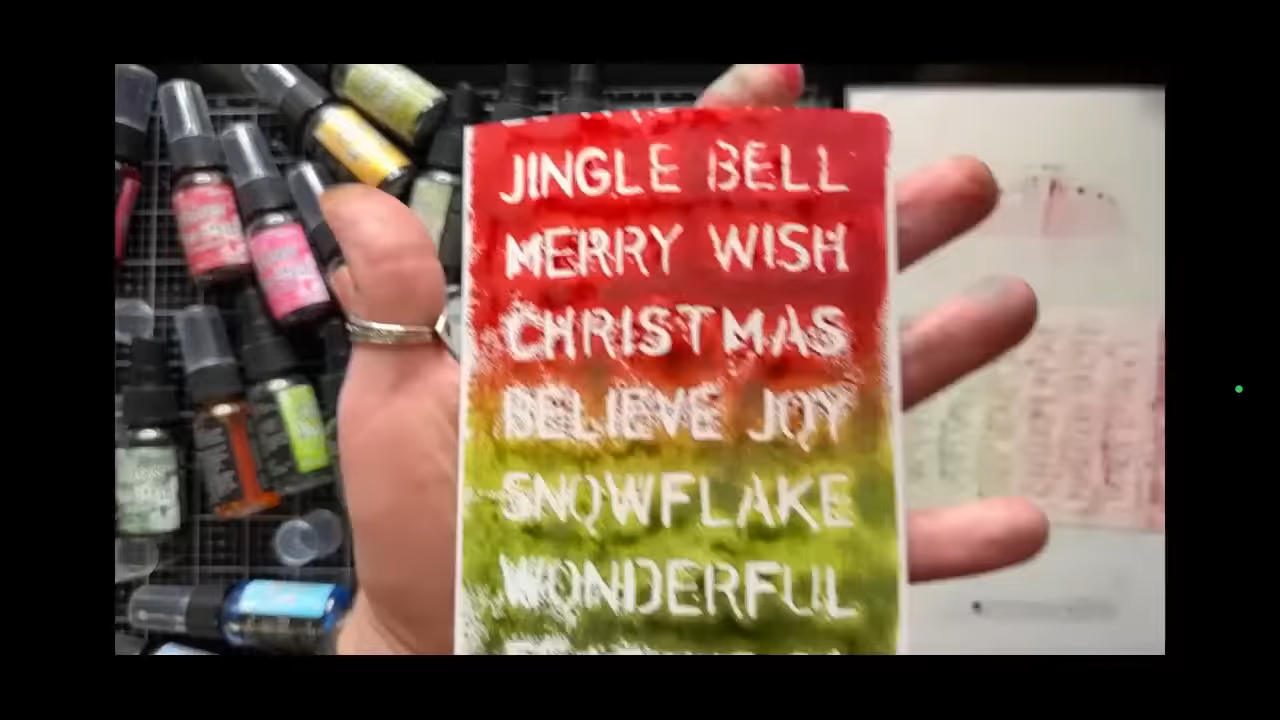 JINGLE BELL
MERRY WISH
CHRISTMAS
BELIEVE JOY
SNOWFLAKE
WONDERFUL